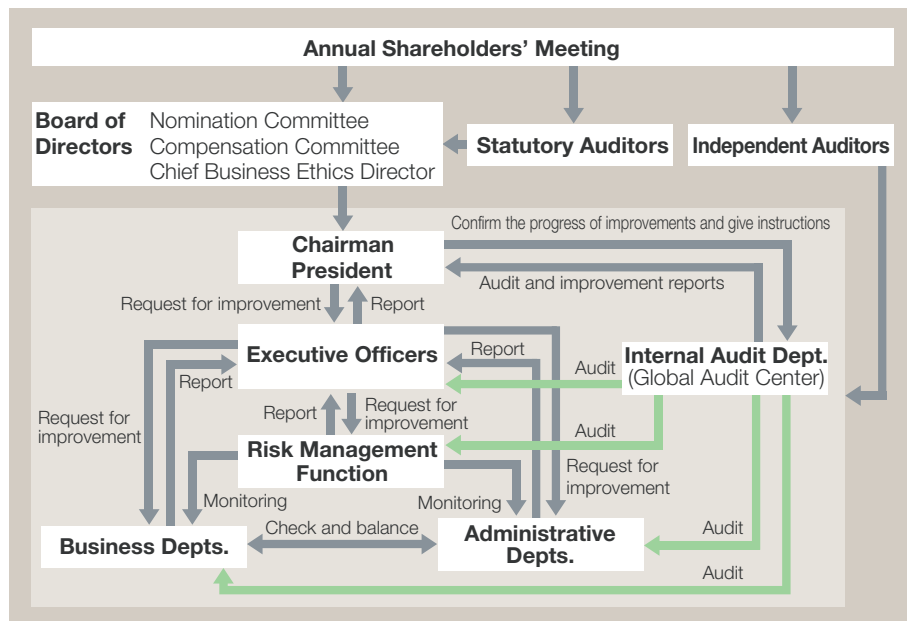 Annual Shareholders’ Meeting
Board of
Directors
Nomination Committee
Compensation Committee
Chief Business Ethics Director
Statutory Auditors
Independent Auditors
Confirm the progress of improvements and give instructions
Chairman
President
Audit and improvement reports
Request for improvement
Report
Executive Officers
Report
Internal Audit Dept.
(Global Audit Center)
Audit
Report
Request for
improvement
Report
Request for
improvement
Audit
Risk Management
Function
Request for
improvement
Monitoring
Monitoring
Check and balance
Business Depts.
Administrative
Depts.
Audit
Audit